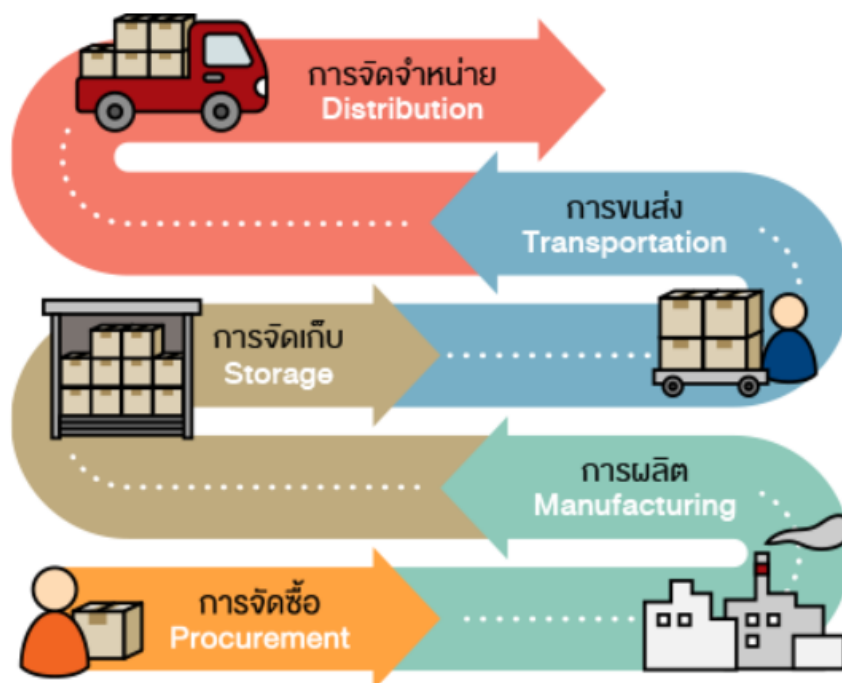 การจัดจำหน่าย
Distribution
การขนส่ง
Transportation
การจัดเก็บ
Storage
การผลิต
Manufacturing
การจัดซื้อ
Procurement